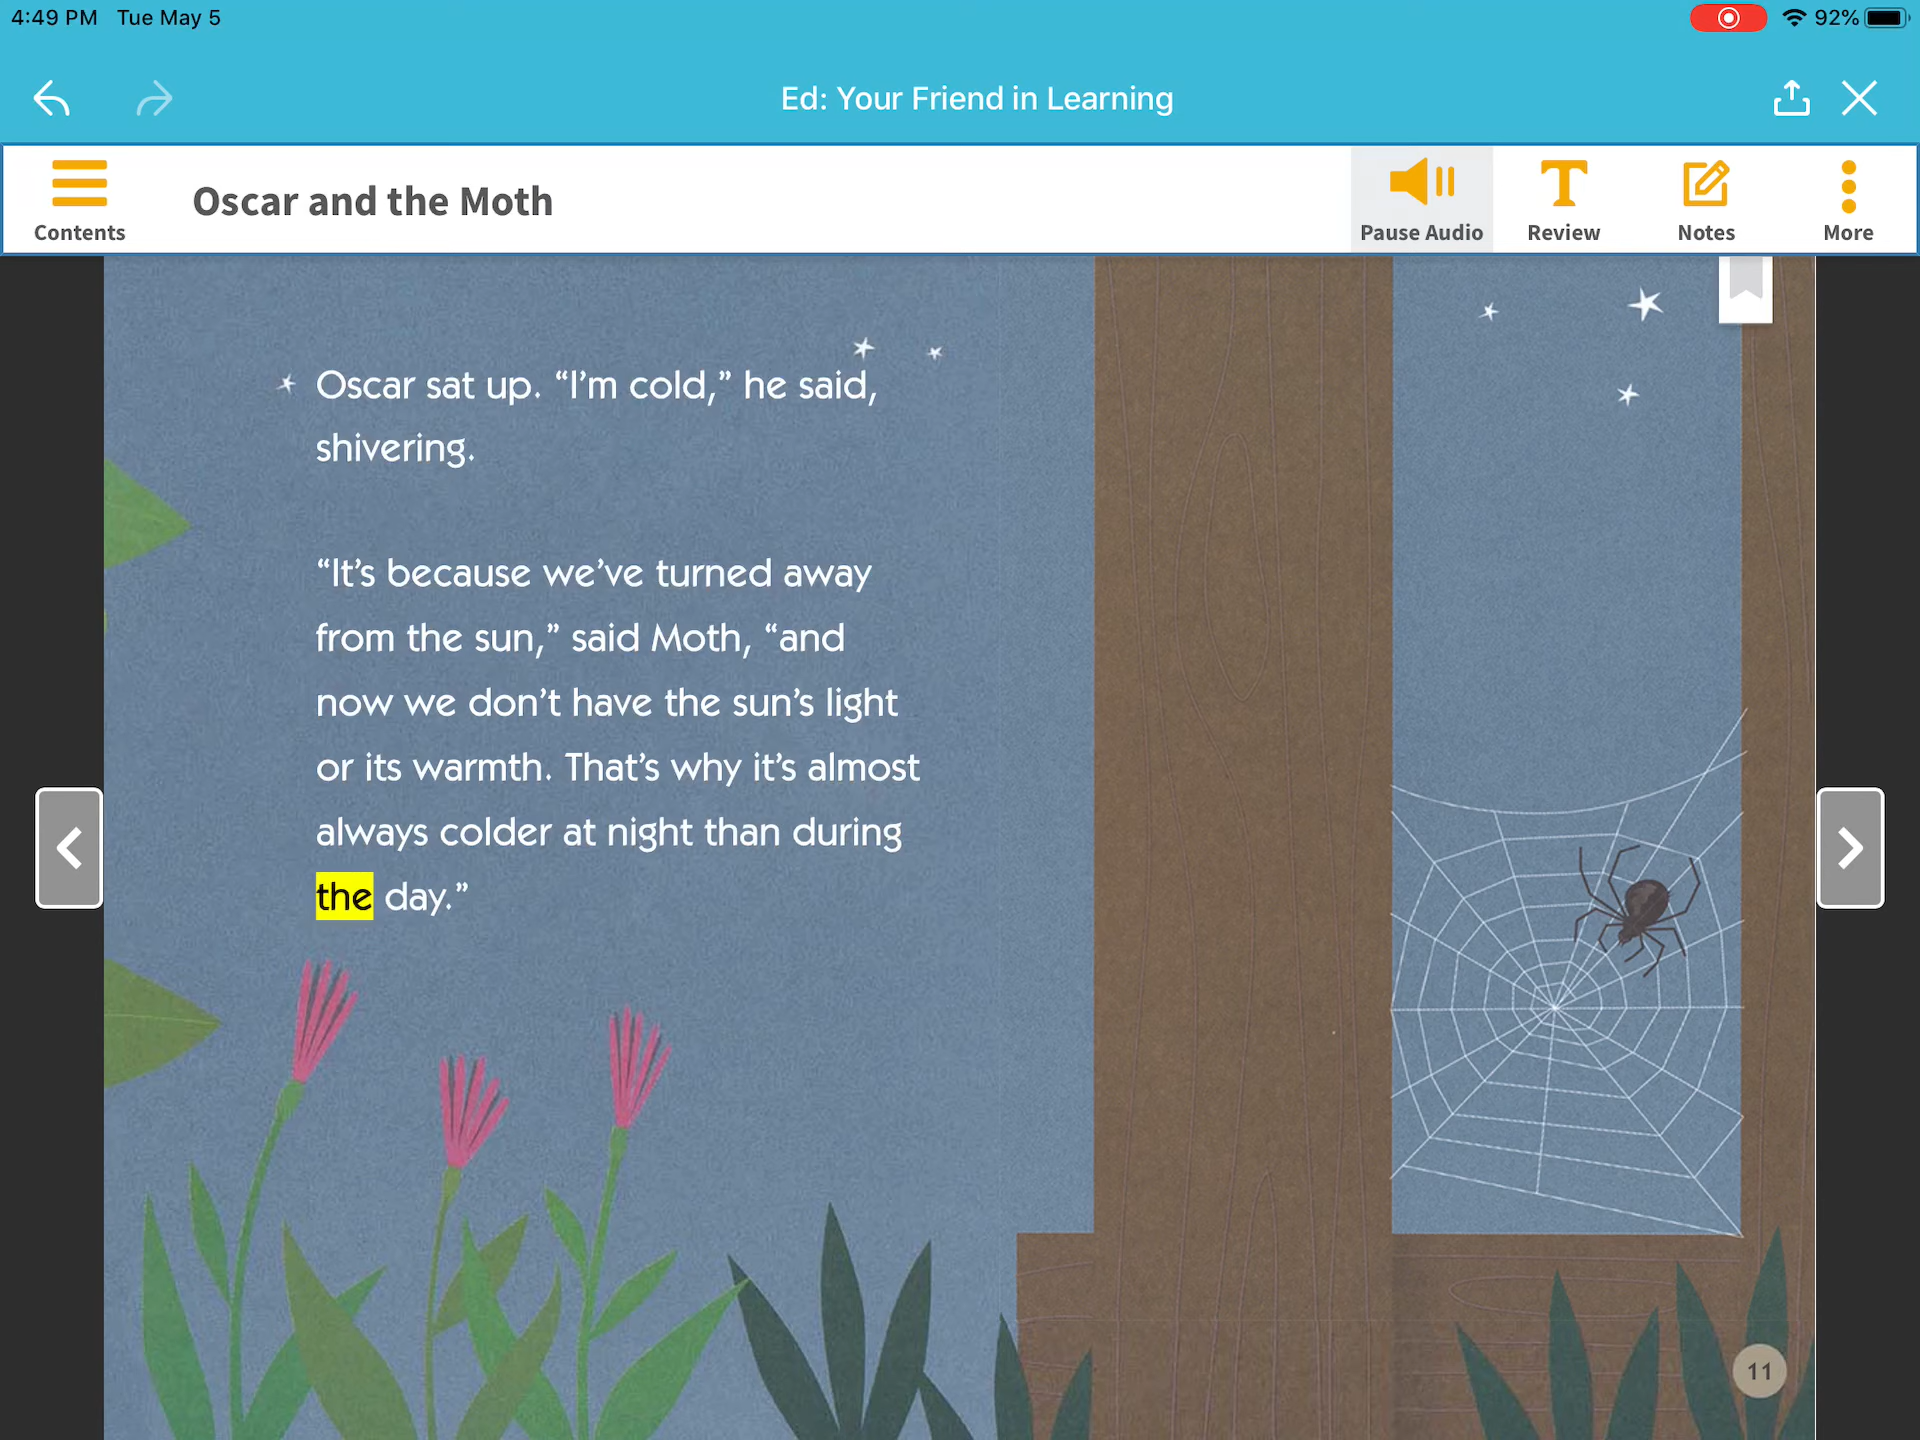 4:49 PM Tue May 5
92%
Ed: Your Friend in Learning
Contents
Oscar and the Moth
Pause Audio
Review
Notes
More
Oscar sat up. “I’m cold,” he said,
shivering.
“It’s because we’ve turned away
from the sun,” said Moth, “and
now we don’t have the sun’s light
or its warmth. That’s why it’s almost
always colder at night than during
the day.”
11